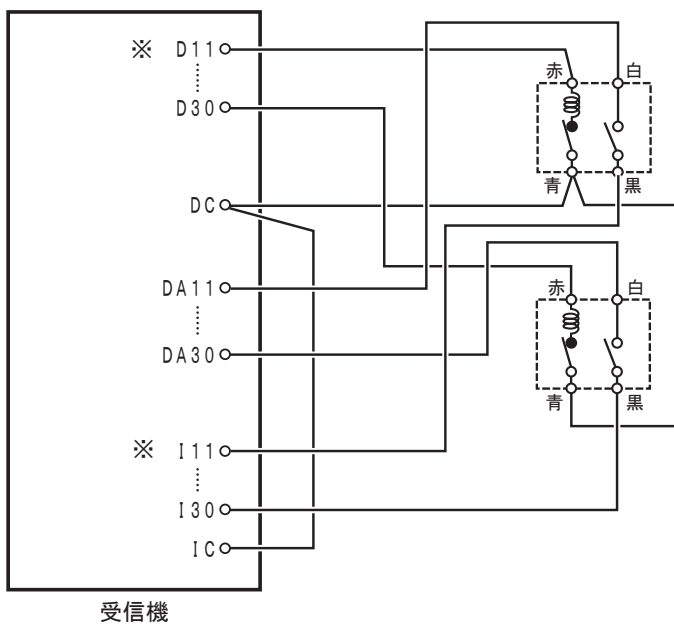 ※ D11
D30
DC
DA11
DA30
※ I11
I30
IC
受信機
赤 白
青 黒
赤 白
青 黒